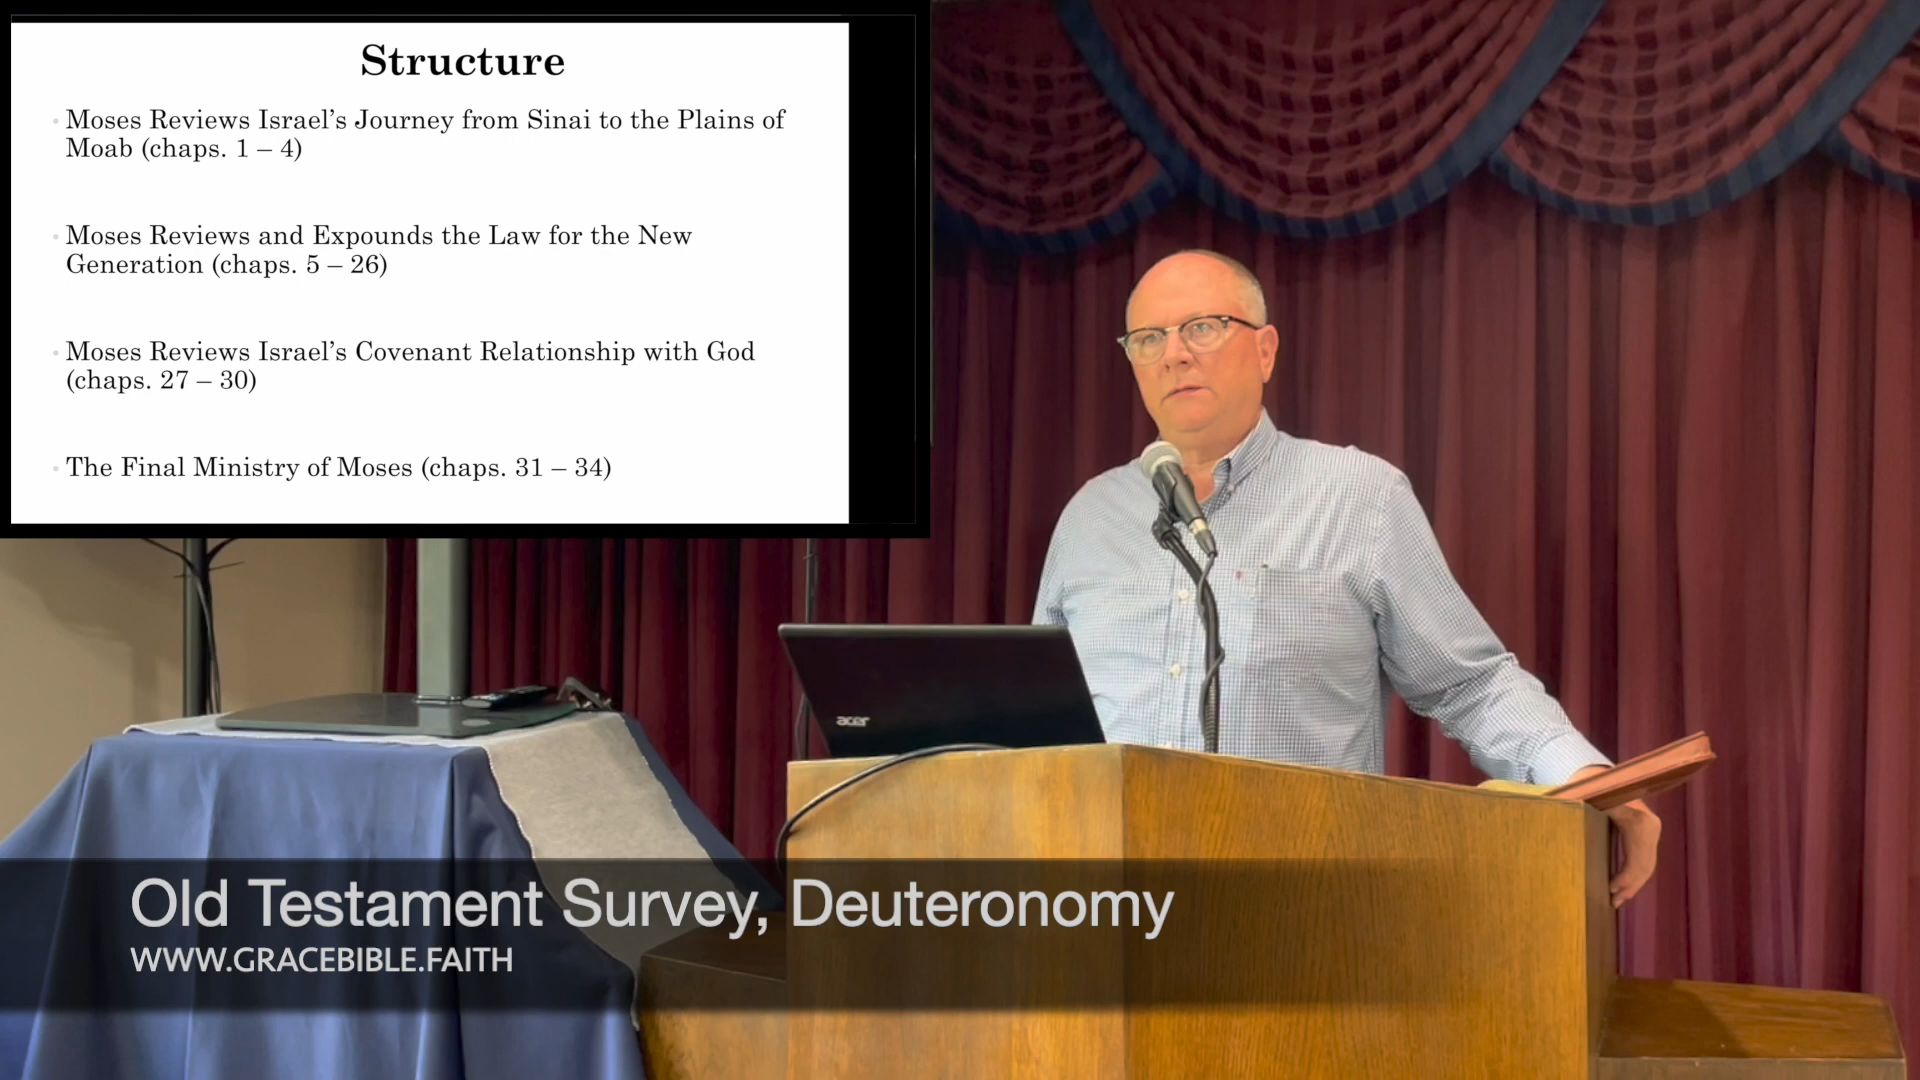 Structure
Moses Reviews Israel’s Journey from Sinai to the Plains of
Moab (chaps. 1 – 4)
Moses Reviews and Expounds the Law for the New
Generation (chaps. 5 – 26)
Moses Reviews Israel’s Covenant Relationship with God
(chaps. 27 – 30)
The Final Ministry of Moses (chaps. 31 – 34)
acer
Old Testament Survey, Deuteronomy
WWW.GRACEBIBLE.FAITH